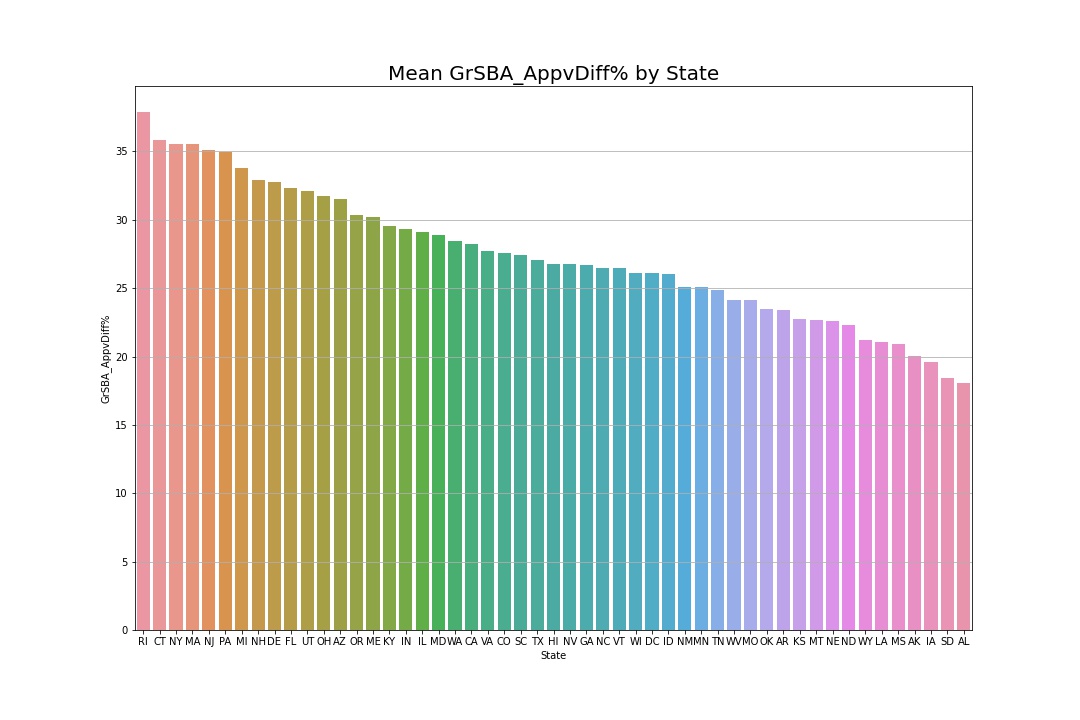 Mean GrSBA_AppvDiff% by State
GrSBA_AppvDiff%
35
30
25
20
15
10
5
0
RI CT NY MA NJ PA MI NH DE FL UT OH AZ OR ME KY IN IL MD WA CA VA CO SC TX HI NV GA NC VT WI DC ID NM MN TN WV MO OK AR KS MT NE ND WY LA MS AK IA SD AL
State